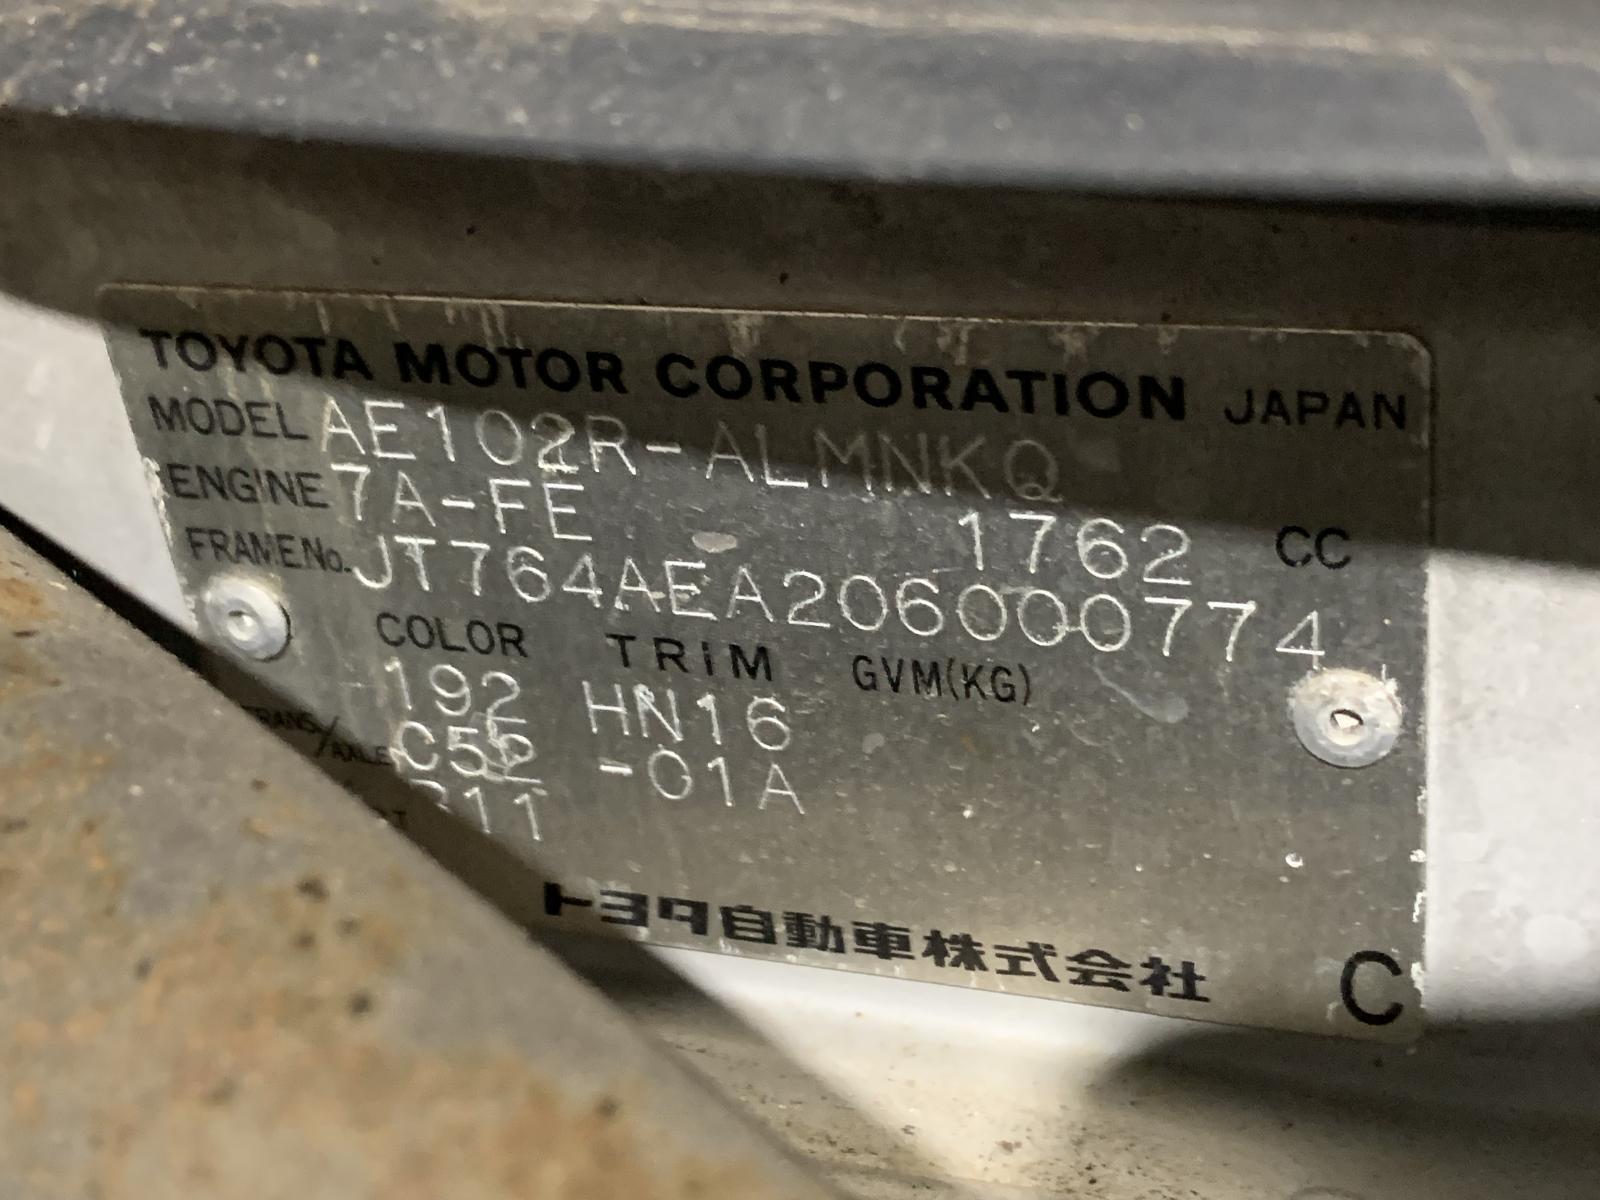 TOYOTA MOTOR CORPORATION JAPAN
MODEL AE102R-ALMNKQ
ENGINE 7A-FE 1762 CC
FRAME No. JT764AEA206000774
COLOR TRIM GVM(KG)
192 HN16
TRANS/AXLE C52 -01A
トヨタ自動車株式会社 C